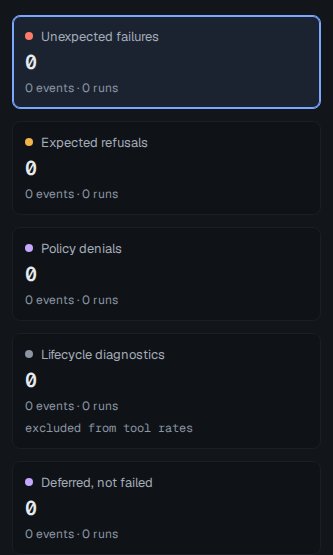 Unexpected failures
0
0 events · 0 runs
Expected refusals
0
0 events · 0 runs
Policy denials
0
0 events · 0 runs
Lifecycle diagnostics
0
0 events · 0 runs
excluded from tool rates
Deferred, not failed
0
0 events · 0 runs